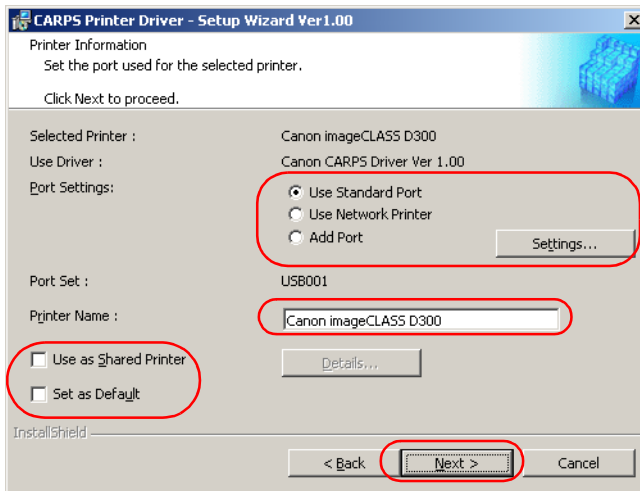 CARPS Printer Driver - Setup Wizard Ver1.00
Printer Information
Set the port used for the selected printer.
Click Next to proceed.
Selected Printer : Canon imageCLASS D300
Use Driver : Canon CARPS Driver Ver 1.00
Port Settings: Use Standard Port
Use Network Printer
Add Port Settings...
Port Set : USB001
Printer Name : Canon imageCLASS D300
Use as Shared Printer Details...
Set as Default
InstallShield
< Back Next > Cancel